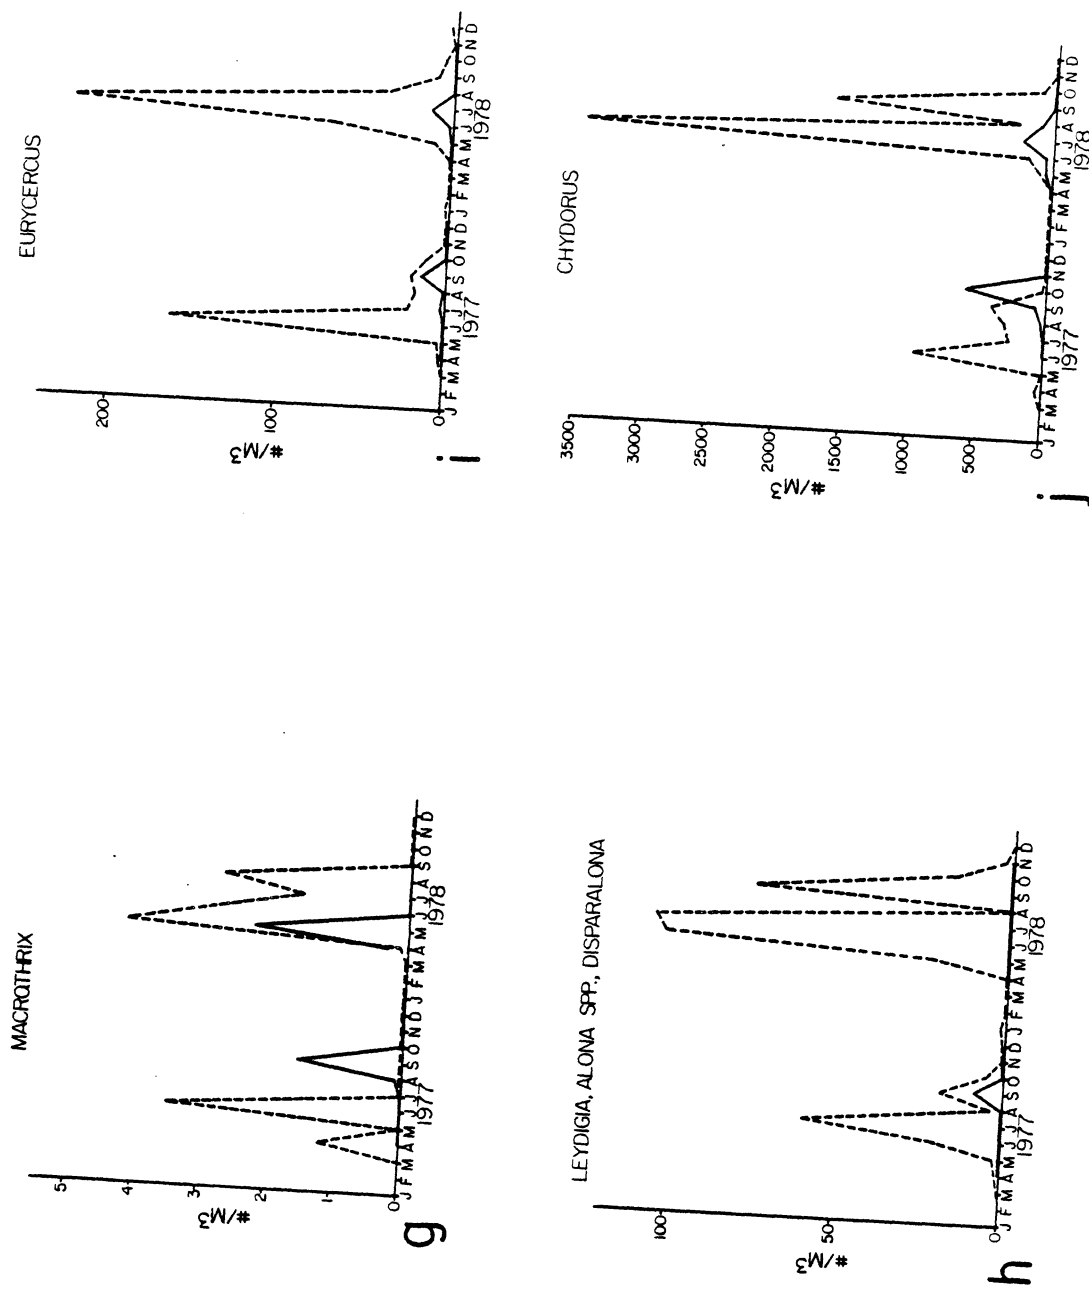 MACROTHRIX
5
4
3
2
1
0
#/M3
J F M A M J J A S O N D J F M A M J J A S O N D
1977 1978
g
EURYCERCUS
200
100
0
#/M3
J F M A M J J A S O N D J F M A M J J A S O N D
1977 1978
i
LEYDIGIA, ALONA SPP., DISPARALONA
100
50
0
#/M3
J F M A M J J A S O N D J F M A M J J A S O N D
1977 1978
h
CHYDORUS
3500
3000
2500
2000
1500
1000
500
0
#/M3
J F M A M J J A S O N D J F M A M J J A S O N D
1977 1978
j